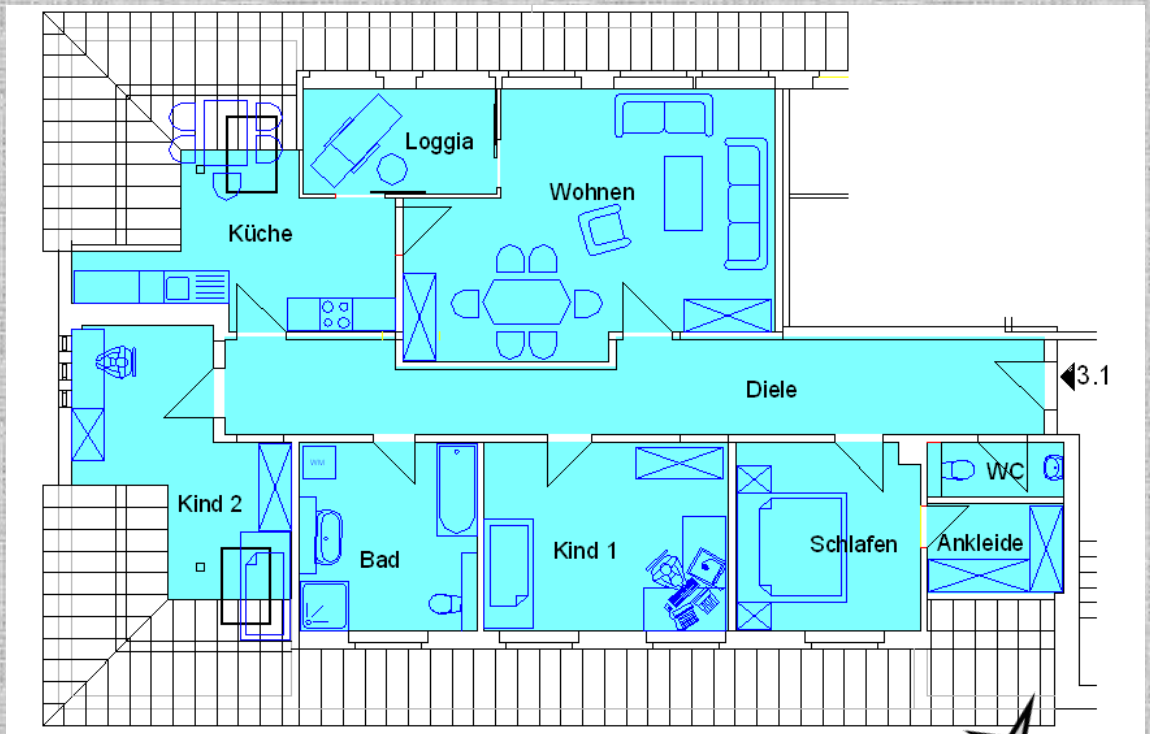 Loggia
Wohnen
Küche
Diele
3.1
WM
WC
Kind 2
Bad
Kind 1
Schlafen
Ankleide